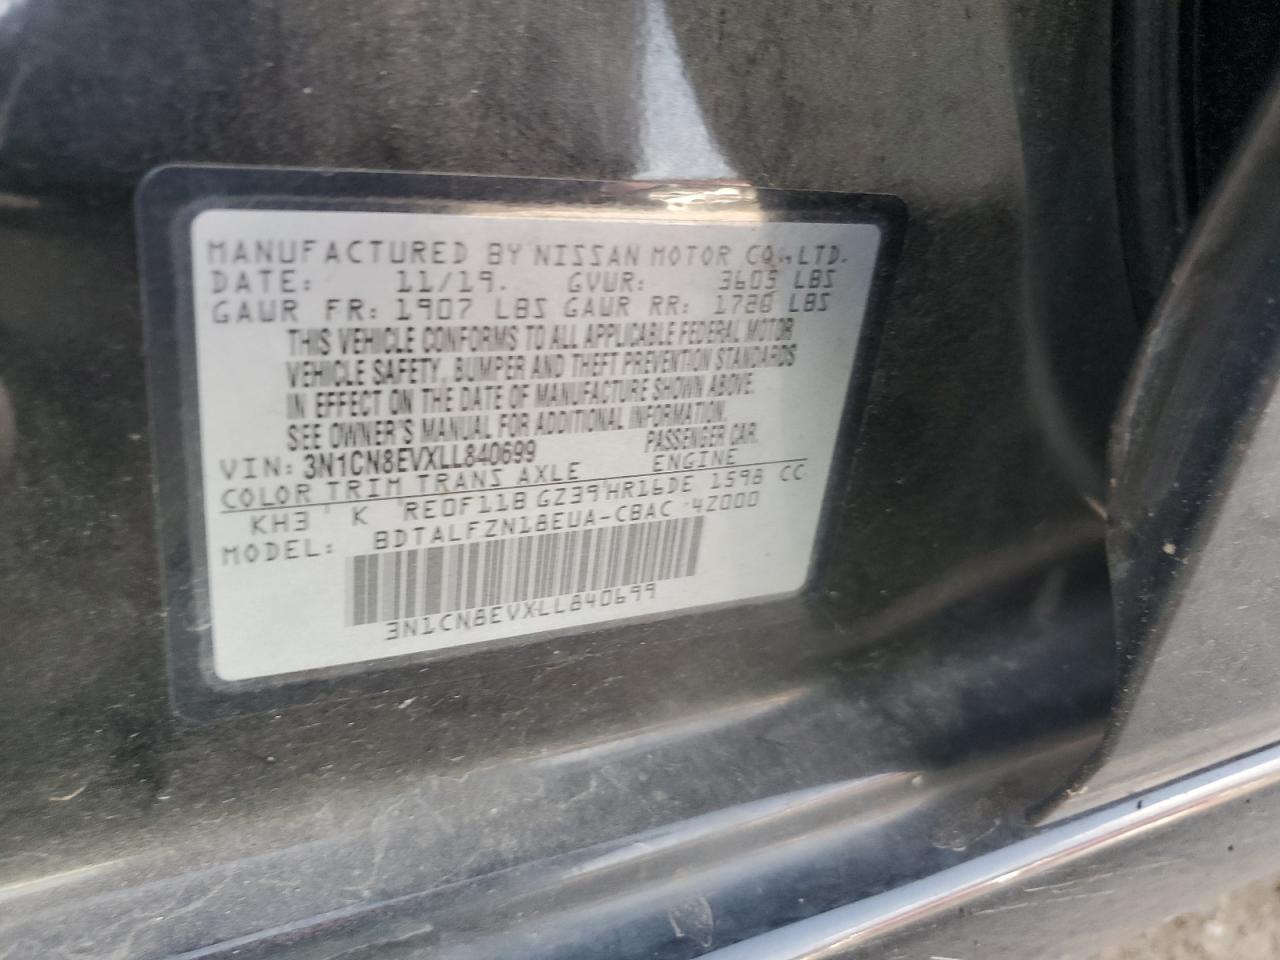 MANUFACTURED BY NISSAN MOTOR CO., LTD.
DATE: 11/19. GVWR: 3605 LBS
GAWR FR: 1907 LBS GAWR RR: 1728 LBS
THIS VEHICLE CONFORMS TO ALL APPLICABLE FEDERAL MOTOR
VEHICLE SAFETY, BUMPER AND THEFT PREVENTION STANDARDS
IN EFFECT ON THE DATE OF MANUFACTURE SHOWN ABOVE.
SEE OWNER'S MANUAL FOR ADDITIONAL INFORMATION.
VIN: 3N1CN8EVXLL840699 PASSENGER CAR.
COLOR TRIM TRANS AXLE ENGINE
KH3 K RE0F11B GZ39 HR16DE 1598 CC
MODEL: BDTALFZN18EUA-CBAC 4Z000
3N1CN8EVXLL840699